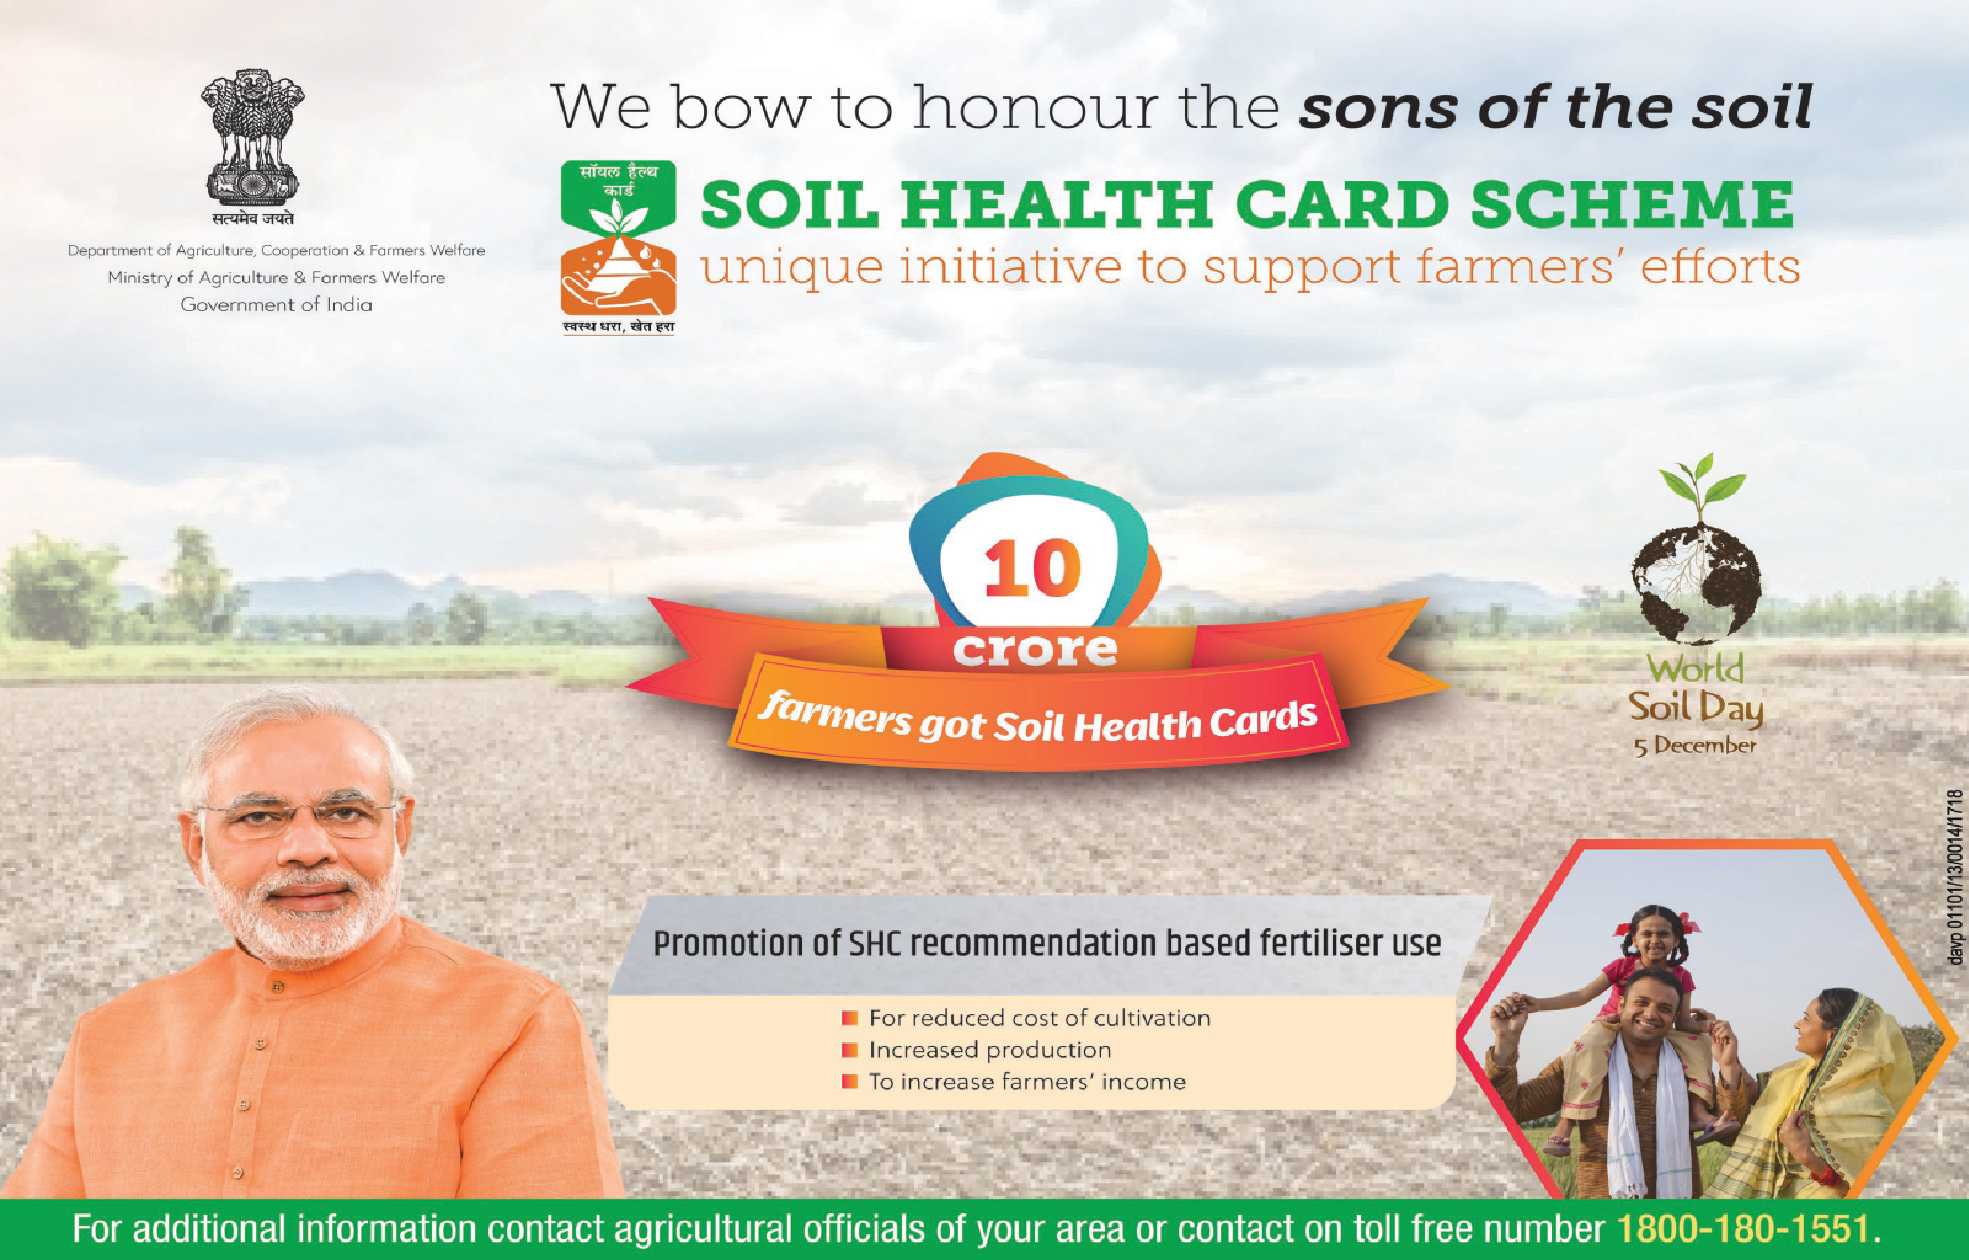 We bow to honour the sons of the soil
सॉयल हैल्थ
कार्ड
स्वस्थ धरा, खेत हरा
SOIL HEALTH CARD SCHEME
unique initiative to support farmers' efforts
सत्यमेव जयते
Department of Agriculture, Cooperation & Farmers Welfare
Ministry of Agriculture & Farmers Welfare
Government of India
10
crore
farmers got Soil Health Cards
World
Soil Day
5 December
davp 01101/13/0014/1718
Promotion of SHC recommendation based fertiliser use
For reduced cost of cultivation
Increased production
To increase farmers' income
For additional information contact agricultural officials of your area or contact on toll free number 1800-180-1551.